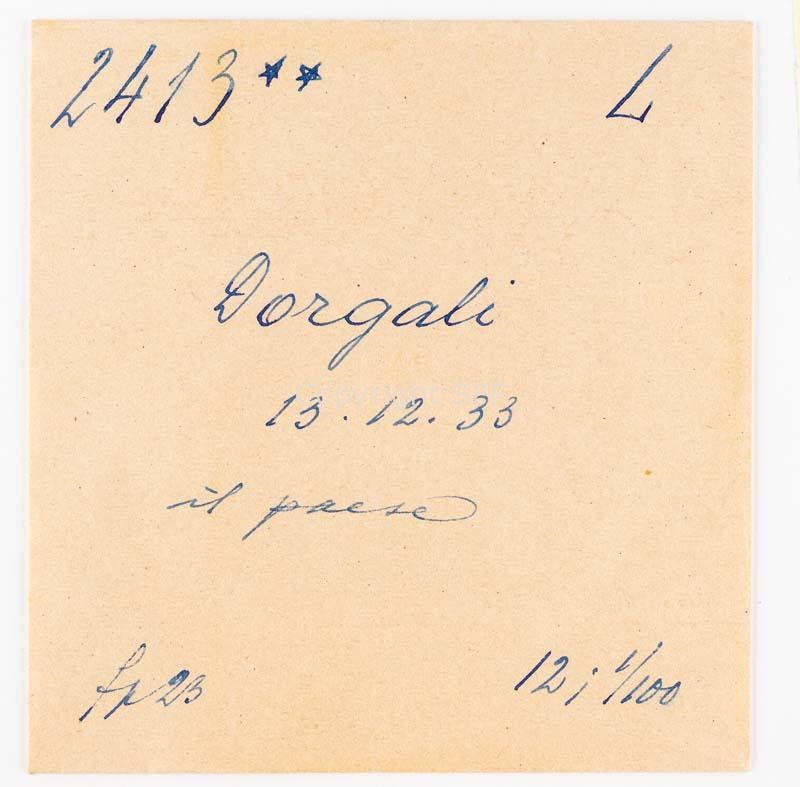 2413** L
Dorgali
13.12.33
il paese
fp23 12; 1/100